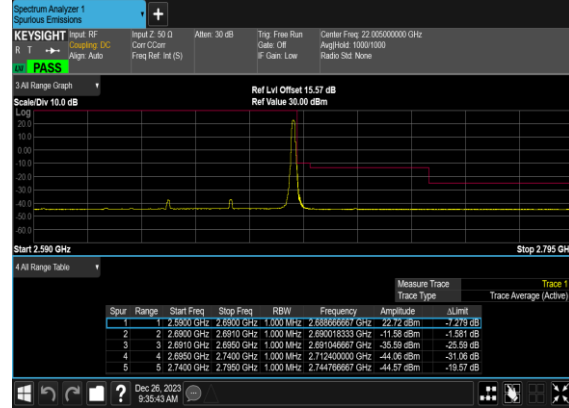 Spectrum Analyzer 1
Spurious Emissions
KEYSIGHT Input: RF Input Z: 50 Ω Atten: 30 dB Trig: Free Run Center Freq: 22.005000000 GHz
R T Coupling: DC Corr CCorr Gate: Off Avg|Hold: 1000/1000
Align: Auto Freq Ref: Int (S) IF Gain: Low Radio Std: None
PASS
3 All Range Graph
Ref Lvl Offset 15.57 dB
Scale/Div 10.0 dB Ref Value 30.00 dBm
Log
20.0
10.0
0.00
-10.0
-20.0
-30.0
-40.0
-50.0
-60.0
Start 2.590 GHz Stop 2.795 GH
4 All Range Table
Measure Trace Trace 1
Trace Type Trace Average (Active)
Spur Range Start Freq Stop Freq RBW Frequency Amplitude ΔLimit
1 1 2.5900 GHz 2.6900 GHz 1.000 MHz 2.688666667 GHz 22.72 dBm -7.279 dB
2 2 2.6900 GHz 2.6910 GHz 1.000 MHz 2.690018333 GHz -11.58 dBm -1.581 dB
3 3 2.6910 GHz 2.6950 GHz 1.000 MHz 2.691046667 GHz -35.59 dBm -25.59 dB
4 4 2.6950 GHz 2.7400 GHz 1.000 MHz 2.712400000 GHz -44.06 dBm -31.06 dB
5 5 2.7400 GHz 2.7950 GHz 1.000 MHz 2.744766667 GHz -44.57 dBm -19.57 dB
Dec 26, 2023
9:35:43 AM